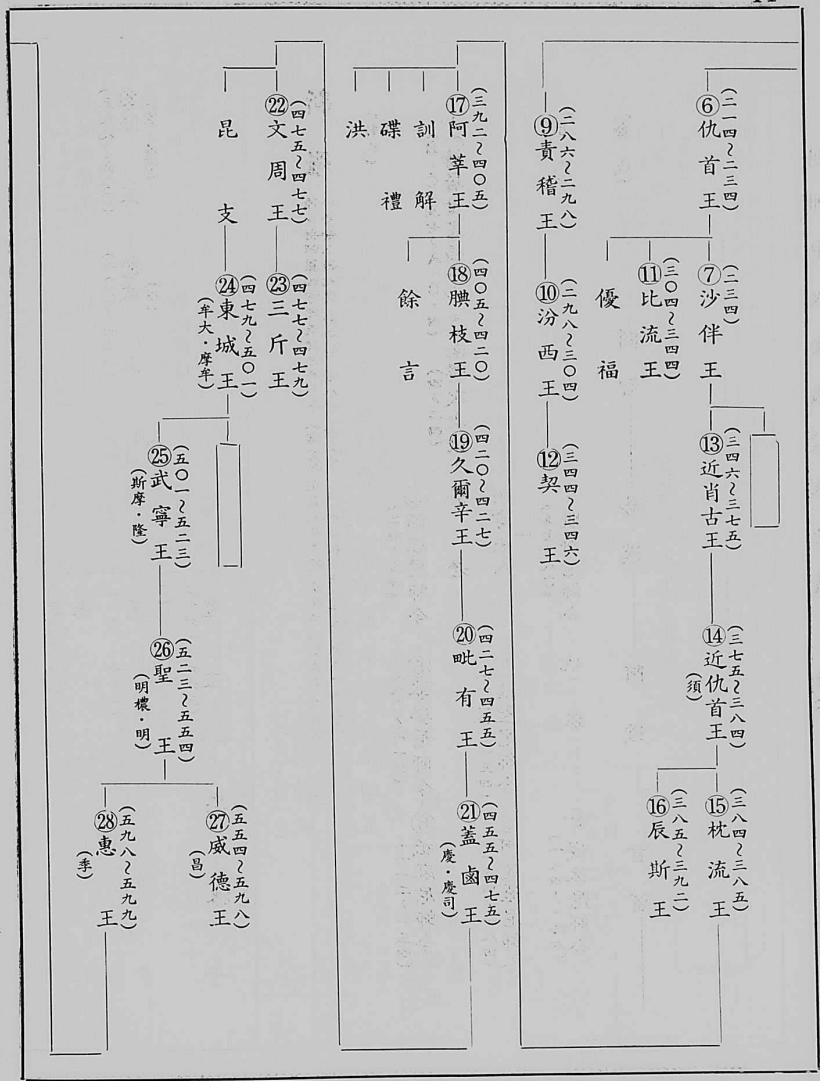 ⑥仇首王
(二一四~二三四)
⑦沙伴王
(二三四)
⑪比流王
(三〇四~三四四)
優福
⑬近肖古王
(三四六~三七五)
⑭近仇首王
(三七五~三八四)
(須)
⑮枕流王
(三八四~三八五)
⑯辰斯王
(三八五~三九二)
⑨責稽王
(二八六~二九八)
⑩汾西王
(二九八~三〇四)
⑫契王
(三四四~三四六)
⑰阿莘王
(三九二~四〇五)
訓解
碟禮
洪
⑱腆枝王
(四〇五~四二〇)
餘言
⑲久爾辛王
(四二〇~四二七)
⑳毗有王
(四二七~四五五)
㉑蓋鹵王
(四五五~四七五)
(慶·慶司)
㉒文周王
(四七五~四七七)
昆支
㉓三斤王
(四七七~四七九)
㉔東城王
(四七九~五〇一)
(牟大·摩牟)
㉕武寧王
(五〇一~五二三)
(斯摩·隆)
㉖聖王
(五二三~五五四)
(明穠·明)
㉗威德王
(五五四~五九八)
(昌)
㉘惠王
(五九八~五九九)
(季)